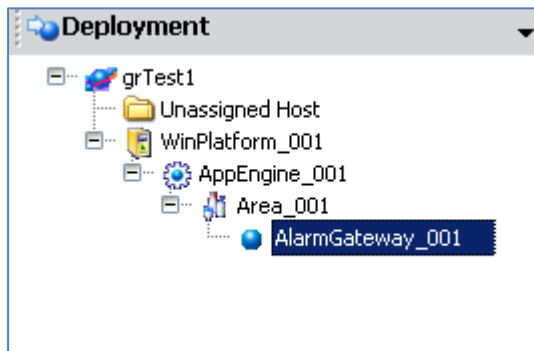 Deployment
grTest1
Unassigned Host
WinPlatform_001
AppEngine_001
Area_001
AlarmGateway_001